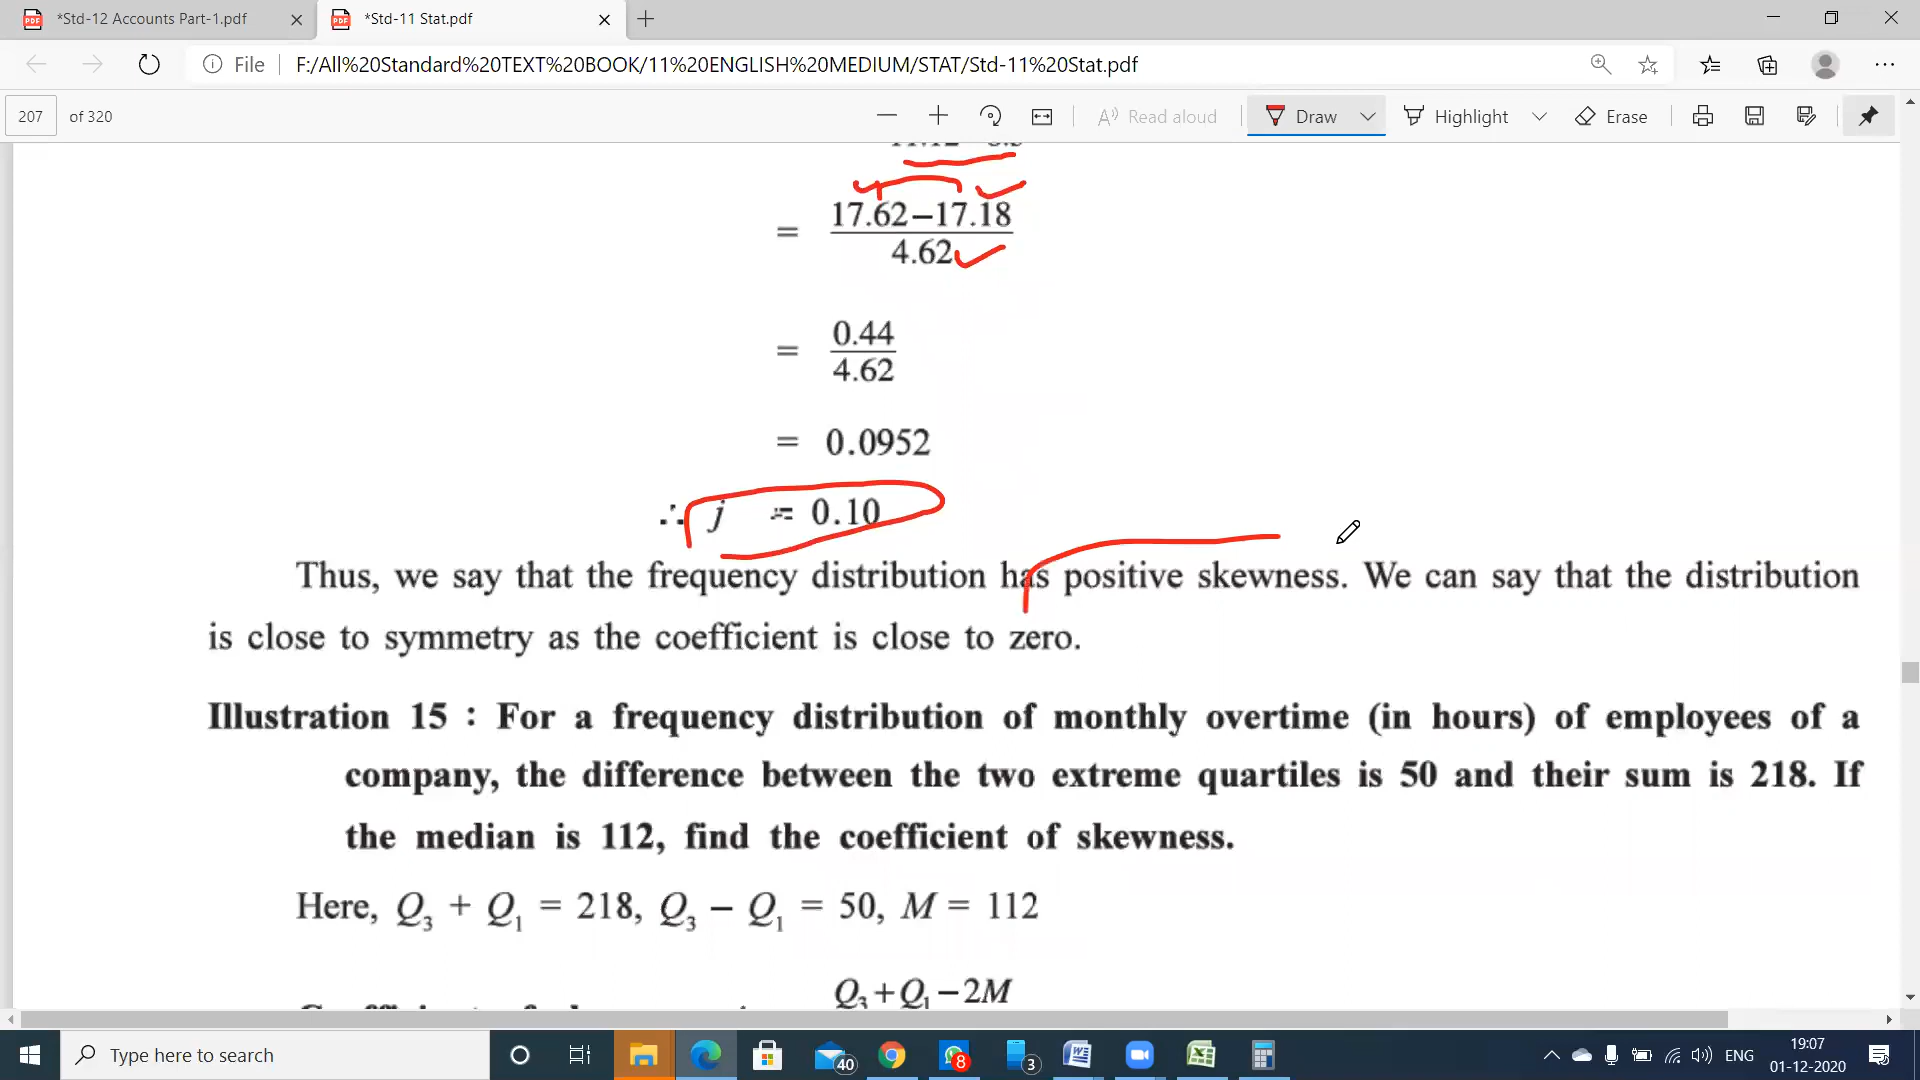 *Std-12 Accounts Part-1.pdf
*Std-11 Stat.pdf
File
F:/All%20Standard%20TEXT%20BOOK/11%20ENGLISH%20MEDIUM/STAT/Std-11%20Stat.pdf
207 of 320
Read aloud
Draw
Highlight
Erase
= 17.62−17.18
4.62
= 0.44
4.62
= 0.0952
∴ j = 0.10
Thus, we say that the frequency distribution has positive skewness. We can say that the distribution
is close to symmetry as the coefficient is close to zero.
Illustration 15 : For a frequency distribution of monthly overtime (in hours) of employees of a
company, the difference between the two extreme quartiles is 50 and their sum is 218. If
the median is 112, find the coefficient of skewness.
Here, Q3 + Q1 = 218, Q3 − Q1 = 50, M = 112
Q3+Q1−2M
Type here to search
40
8
3
ENG
19:07
01-12-2020